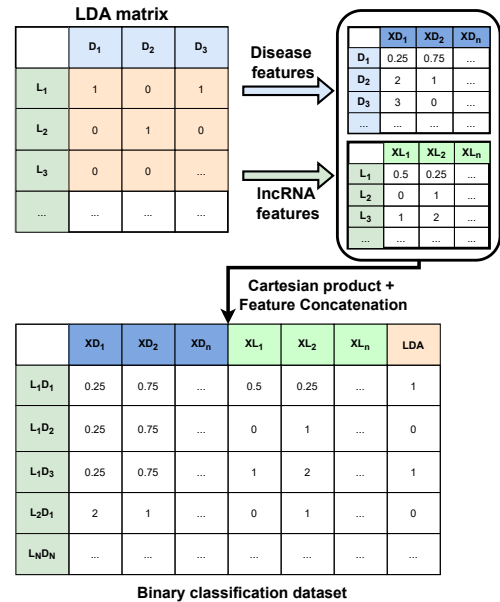 LDA matrix
D1 D2 D3
L1 1 0 1
L2 0 1 0
L3 0 0 ...
... ... ... ...
Disease
features
lncRNA
features
XD1 XD2 XDn
D1 0.25 0.75 ...
D2 2 1 ...
D3 3 0 ...
... ... ... ...
XL1 XL2 XLn
L1 0.5 0.25 ...
L2 0 1 ...
L3 1 2 ...
... ... ... ...
Cartesian product +
Feature Concatenation
XD1 XD2 XDn XL1 XL2 XLn LDA
L1D1 0.25 0.75 ... 0.5 0.25 ... 1
L1D2 0.25 0.75 ... 0 1 ... 0
L1D3 0.25 0.75 ... 1 2 ... 1
L2D1 2 1 ... 0 1 ... 0
LNDN ... ... ... ... ... ... ...
Binary classification dataset